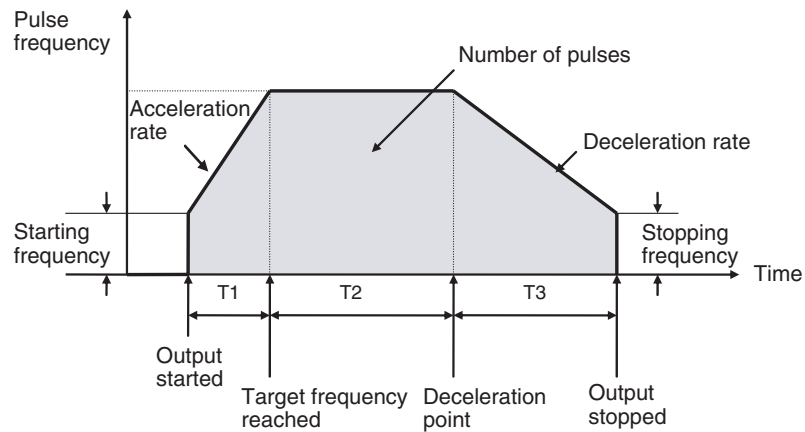 Pulse
frequency
Number of pulses
Acceleration
rate
Deceleration rate
Starting
frequency
Stopping
frequency
Time
T1
T2
T3
Output
started
Target frequency
reached
Deceleration
point
Output
stopped